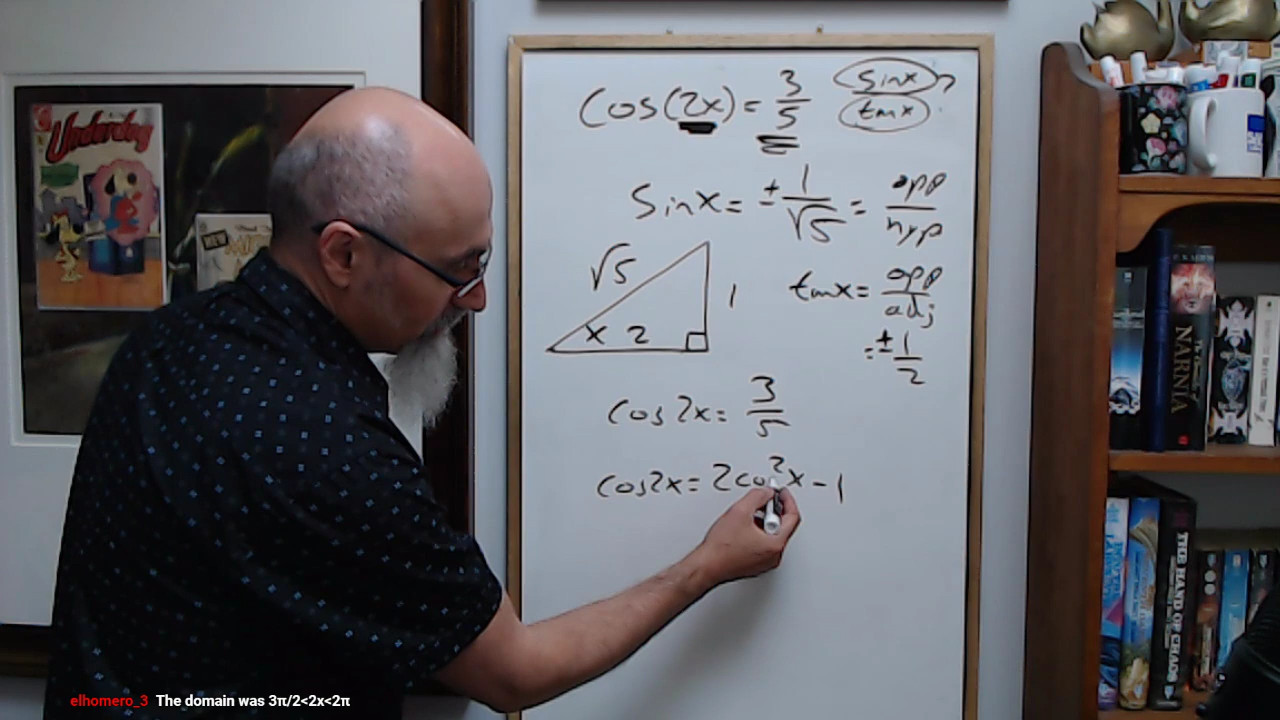 Underdog
NEW
cos(2x) = 3/5
sinx
tanx
?
sinx = ± 1/√5 = opp/hyp
√5
1
x 2
tanx = opp/adj
= ± 1/2
cos2x = 3/5
cos2x = 2cos²x - 1
NARNIA
THE HAND OF CHAOS
elhomero_3 The domain was 3π/2<2x<2π